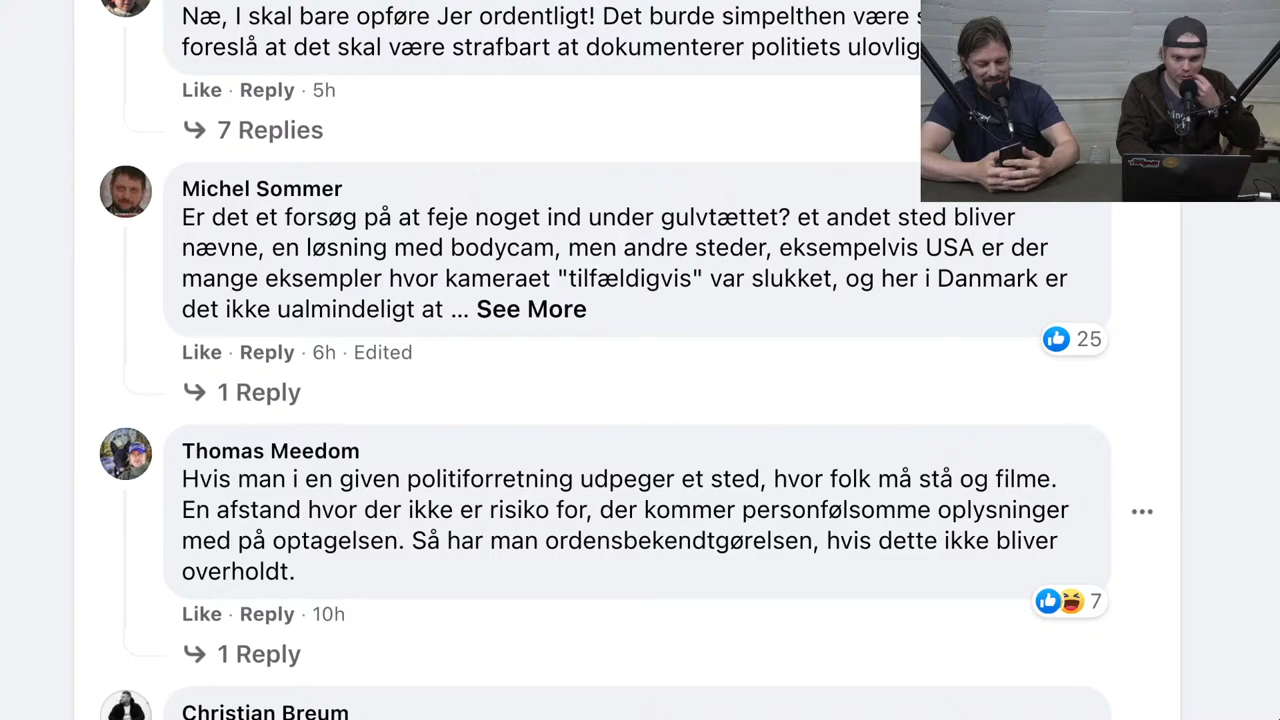 Næ, I skal bare opføre Jer ordentligt! Det burde simpelthen være
foreslå at det skal være strafbart at dokumenterer politiets ulovlig
Like · Reply · 5h
7 Replies
Michel Sommer
Er det et forsøg på at feje noget ind under gulvtættet? et andet sted bliver
nævne, en løsning med bodycam, men andre steder, eksempelvis USA er der
mange eksempler hvor kameraet "tilfældigvis" var slukket, og her i Danmark er
det ikke ualmindeligt at ... See More
25
Like · Reply · 6h · Edited
1 Reply
Thomas Meedom
Hvis man i en given politiforretning udpeger et sted, hvor folk må stå og filme.
En afstand hvor der ikke er risiko for, der kommer personfølsomme oplysninger
med på optagelsen. Så har man ordensbekendtgørelsen, hvis dette ikke bliver
overholdt.
7
Like · Reply · 10h
1 Reply
Christian Breum